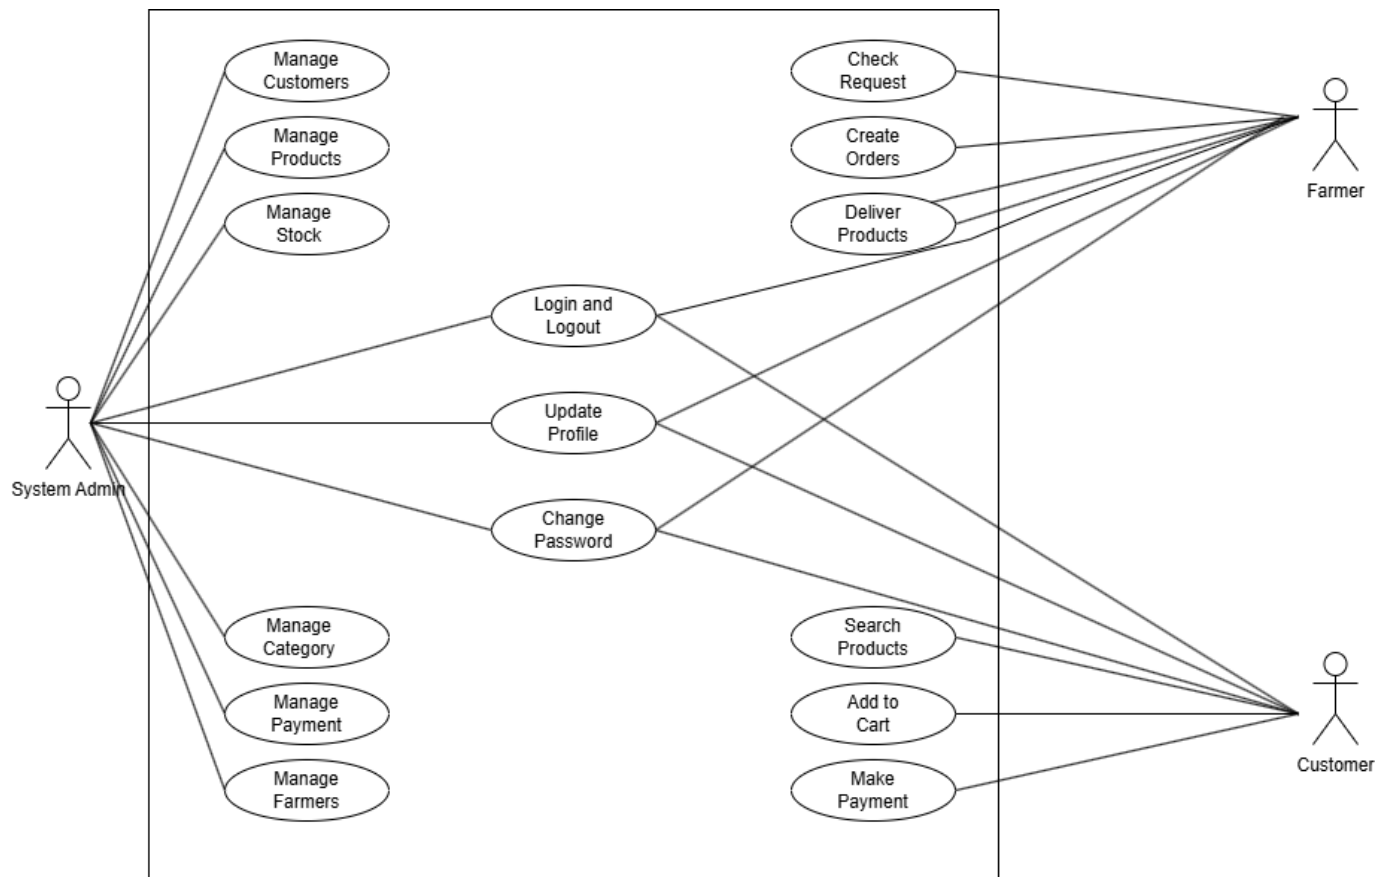 Manage
Customers
Manage
Products
Manage
Stock
Check
Request
Create
Orders
Deliver
Products
Farmer
Login and
Logout
Update
Profile
Change
Password
System Admin
Manage
Category
Manage
Payment
Manage
Farmers
Search
Products
Add to
Cart
Make
Payment
Customer